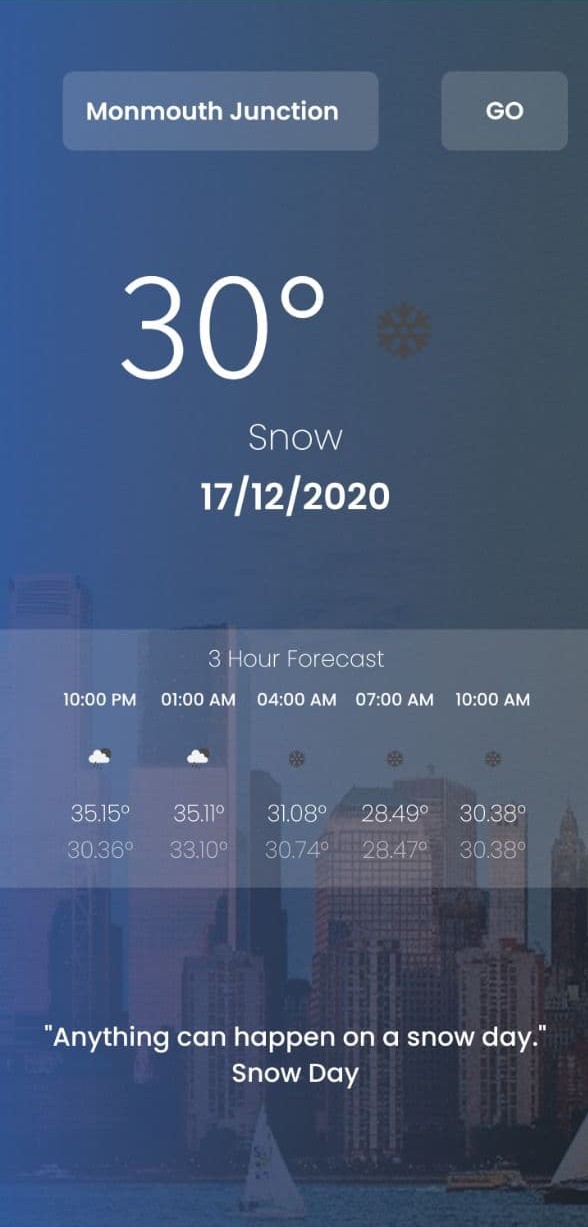 Monmouth Junction GO
30°
Snow
17/12/2020
3 Hour Forecast
10:00 PM 01:00 AM 04:00 AM 07:00 AM 10:00 AM
35.15° 35.11° 31.08° 28.49° 30.38°
30.36° 33.10° 30.74° 28.47° 30.38°
"Anything can happen on a snow day."
Snow Day